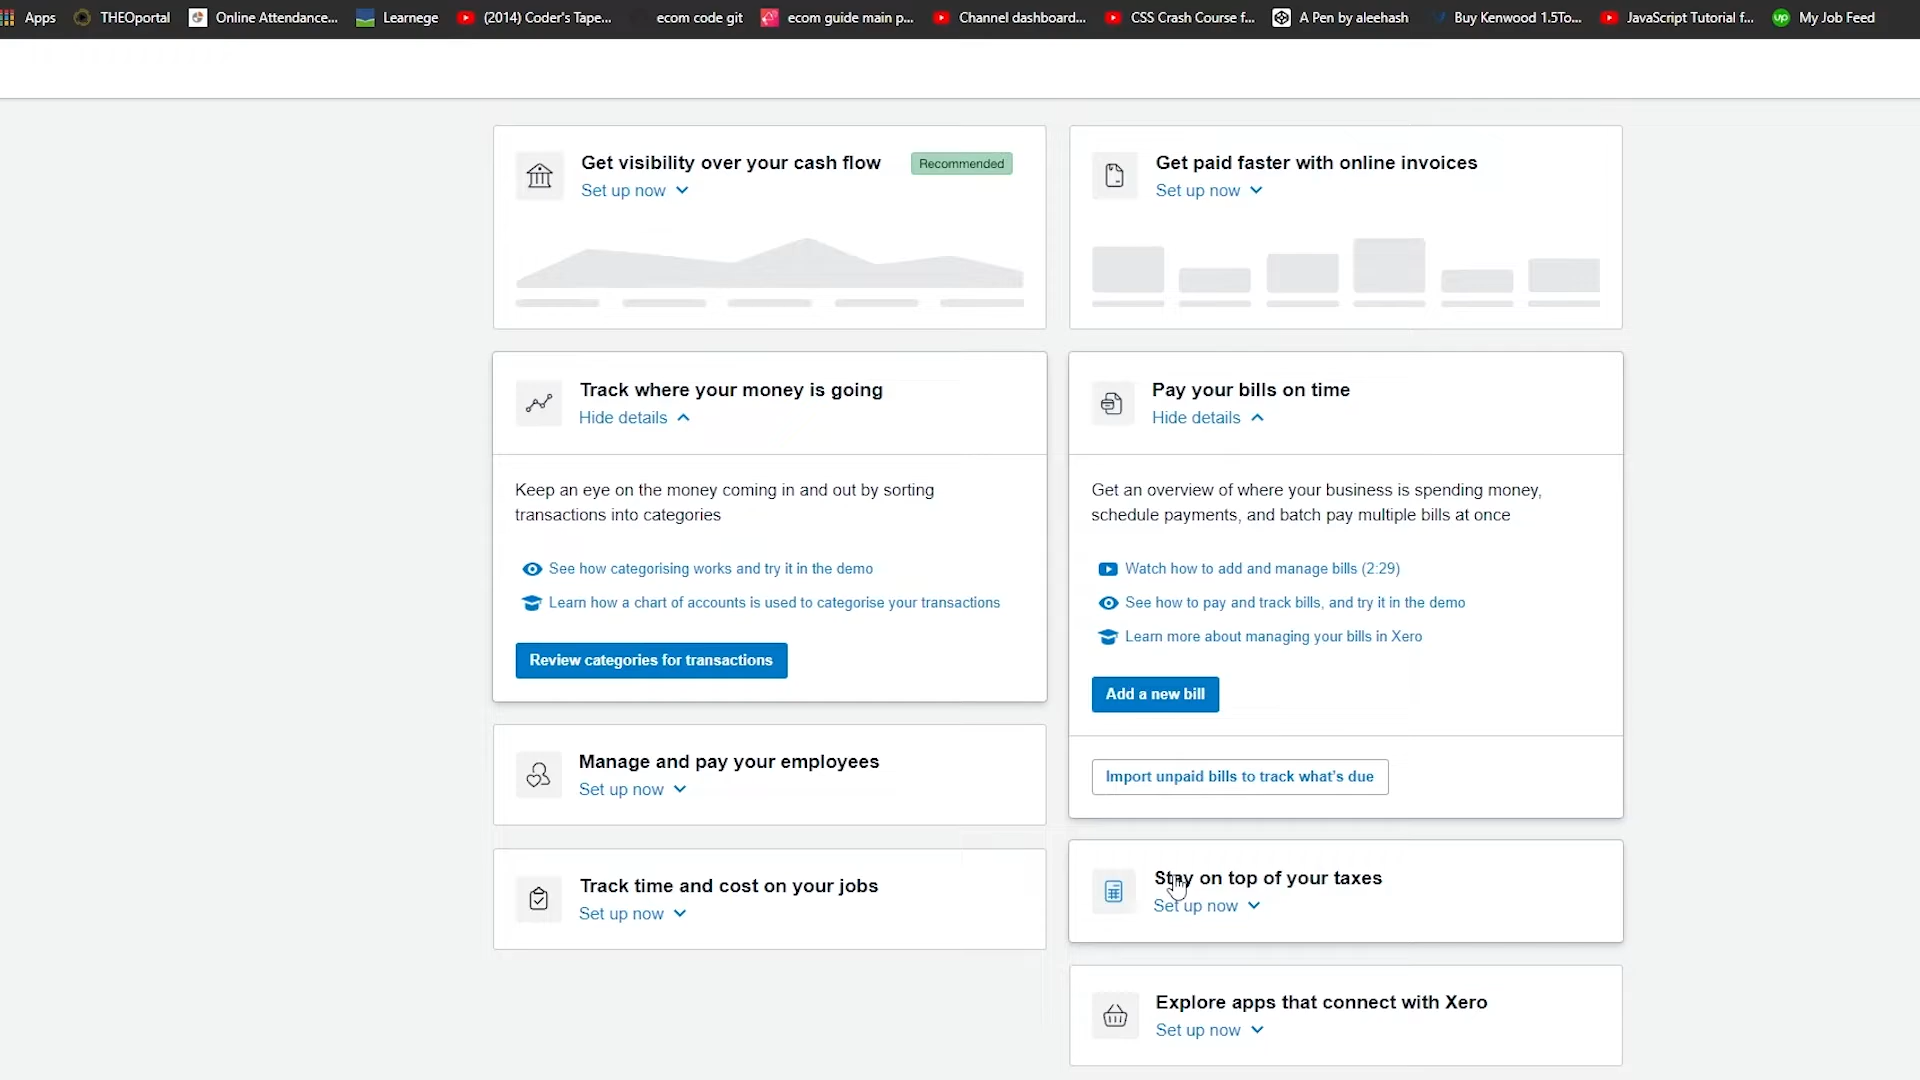 Apps THEOportal Online Attendance... Learnege (2014) Coder's Tape... ecom code git ecom guide main p... Channel dashboard... CSS Crash Course f... A Pen by aleehash Buy Kenwood 1.5To... JavaScript Tutorial f... up My Job Feed
Get visibility over your cash flow Recommended
Set up now
Get paid faster with online invoices
Set up now
Track where your money is going
Hide details
Keep an eye on the money coming in and out by sorting
transactions into categories
See how categorising works and try it in the demo
Learn how a chart of accounts is used to categorise your transactions
Review categories for transactions
Pay your bills on time
Hide details
Get an overview of where your business is spending money,
schedule payments, and batch pay multiple bills at once
Watch how to add and manage bills (2:29)
See how to pay and track bills, and try it in the demo
Learn more about managing your bills in Xero
Add a new bill
Import unpaid bills to track what's due
Manage and pay your employees
Set up now
Track time and cost on your jobs
Set up now
Stay on top of your taxes
Set up now
Explore apps that connect with Xero
Set up now